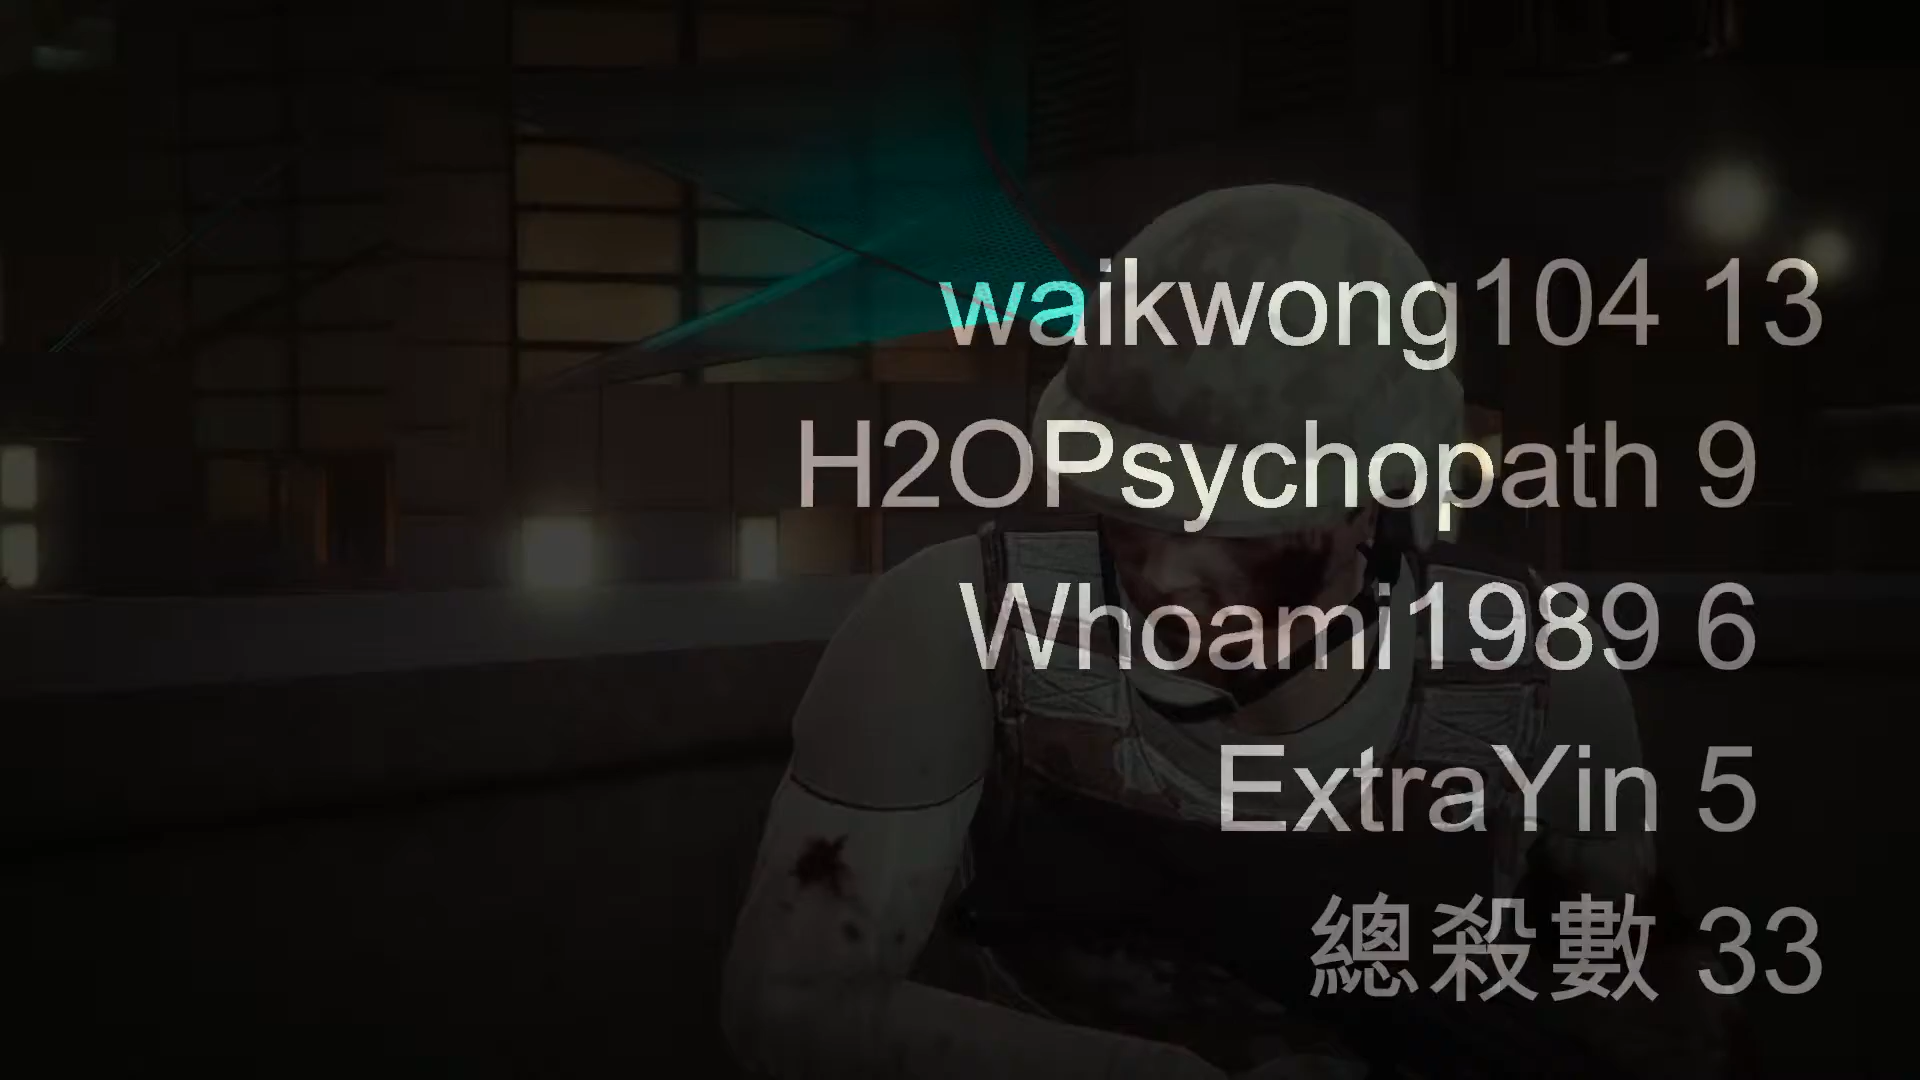 waikwong104 13
H2OPsychopath 9
Whoami1989 6
ExtraYin 5
總殺數 33